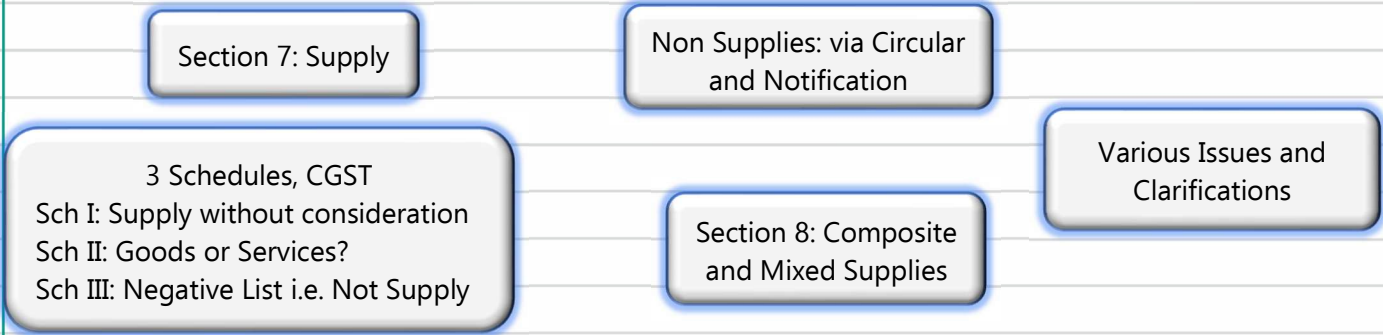 Section 7: Supply
Non Supplies: via Circular
and Notification
3 Schedules, CGST
Sch I: Supply without consideration
Sch II: Goods or Services?
Sch III: Negative List i.e. Not Supply
Section 8: Composite
and Mixed Supplies
Various Issues and
Clarifications